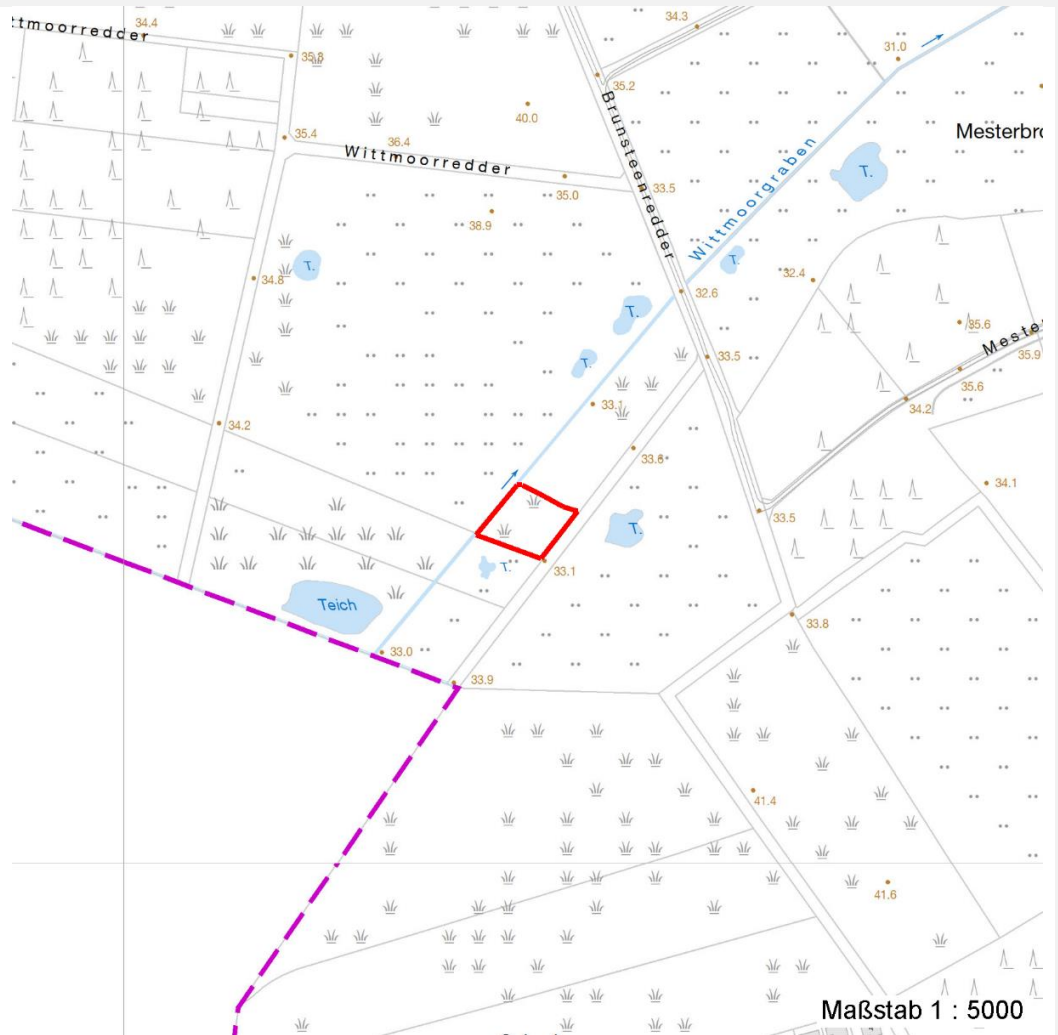 34.4
ttmoorredder
34.3
35.3
31.0
35.2
40.0
Brunsteenredder
35.4
36.4
Mesterbro
Wittmoorredder
Wittmoorgraben
T.
35.0
33.5
38.9
T.
T.
34.8
32.4
32.6
T.
35.6
Mester
35.9
33.5
T.
35.6
33.1
34.2
34.2
33.6
34.1
33.5
T.
T.
33.1
Teich
33.8
33.0
33.9
41.4
41.6
Maßstab 1 : 5000